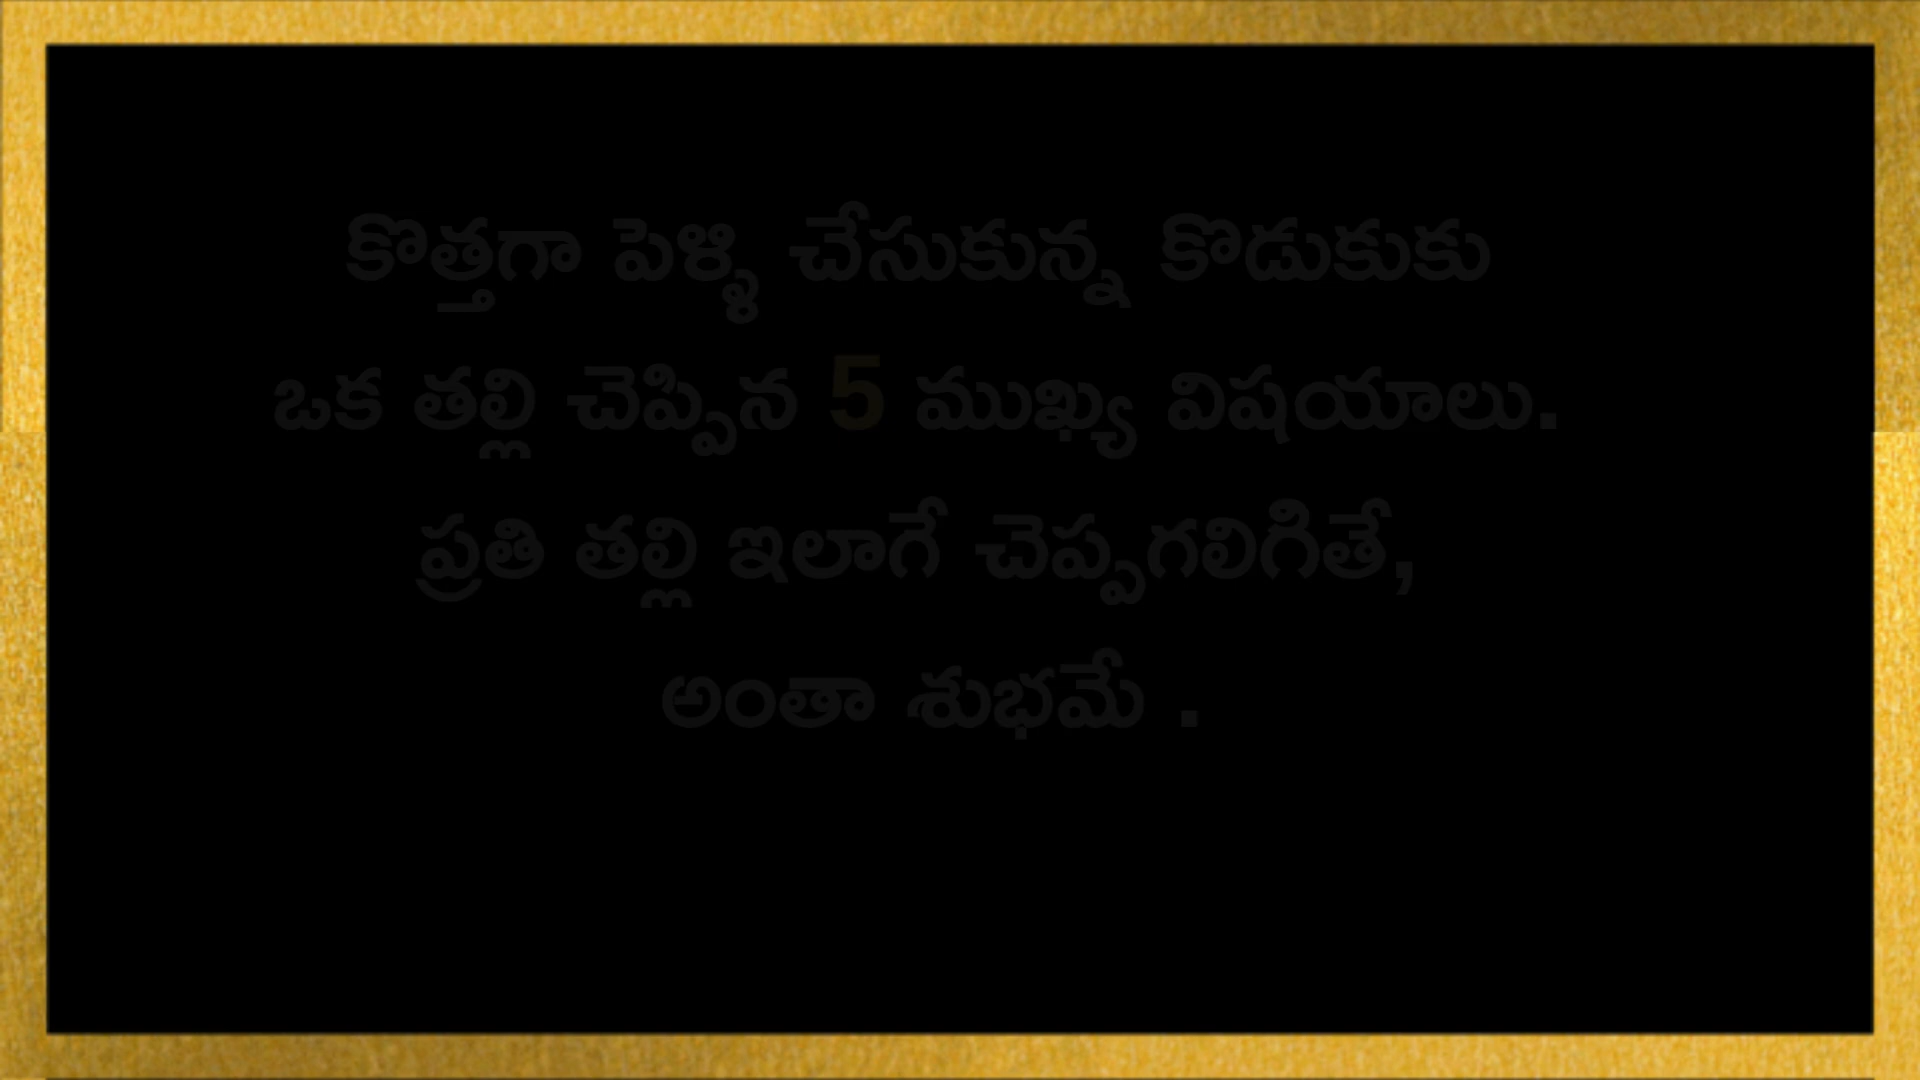 కొత్తగా పెళ్ళి చేసుకున్న కొడుకుకు
ఒక తల్లి చెప్పిన 5 ముఖ్య విషయాలు.
ప్రతి తల్లి ఇలాగే చెప్పగలిగితే,
అంతా శుభమే .